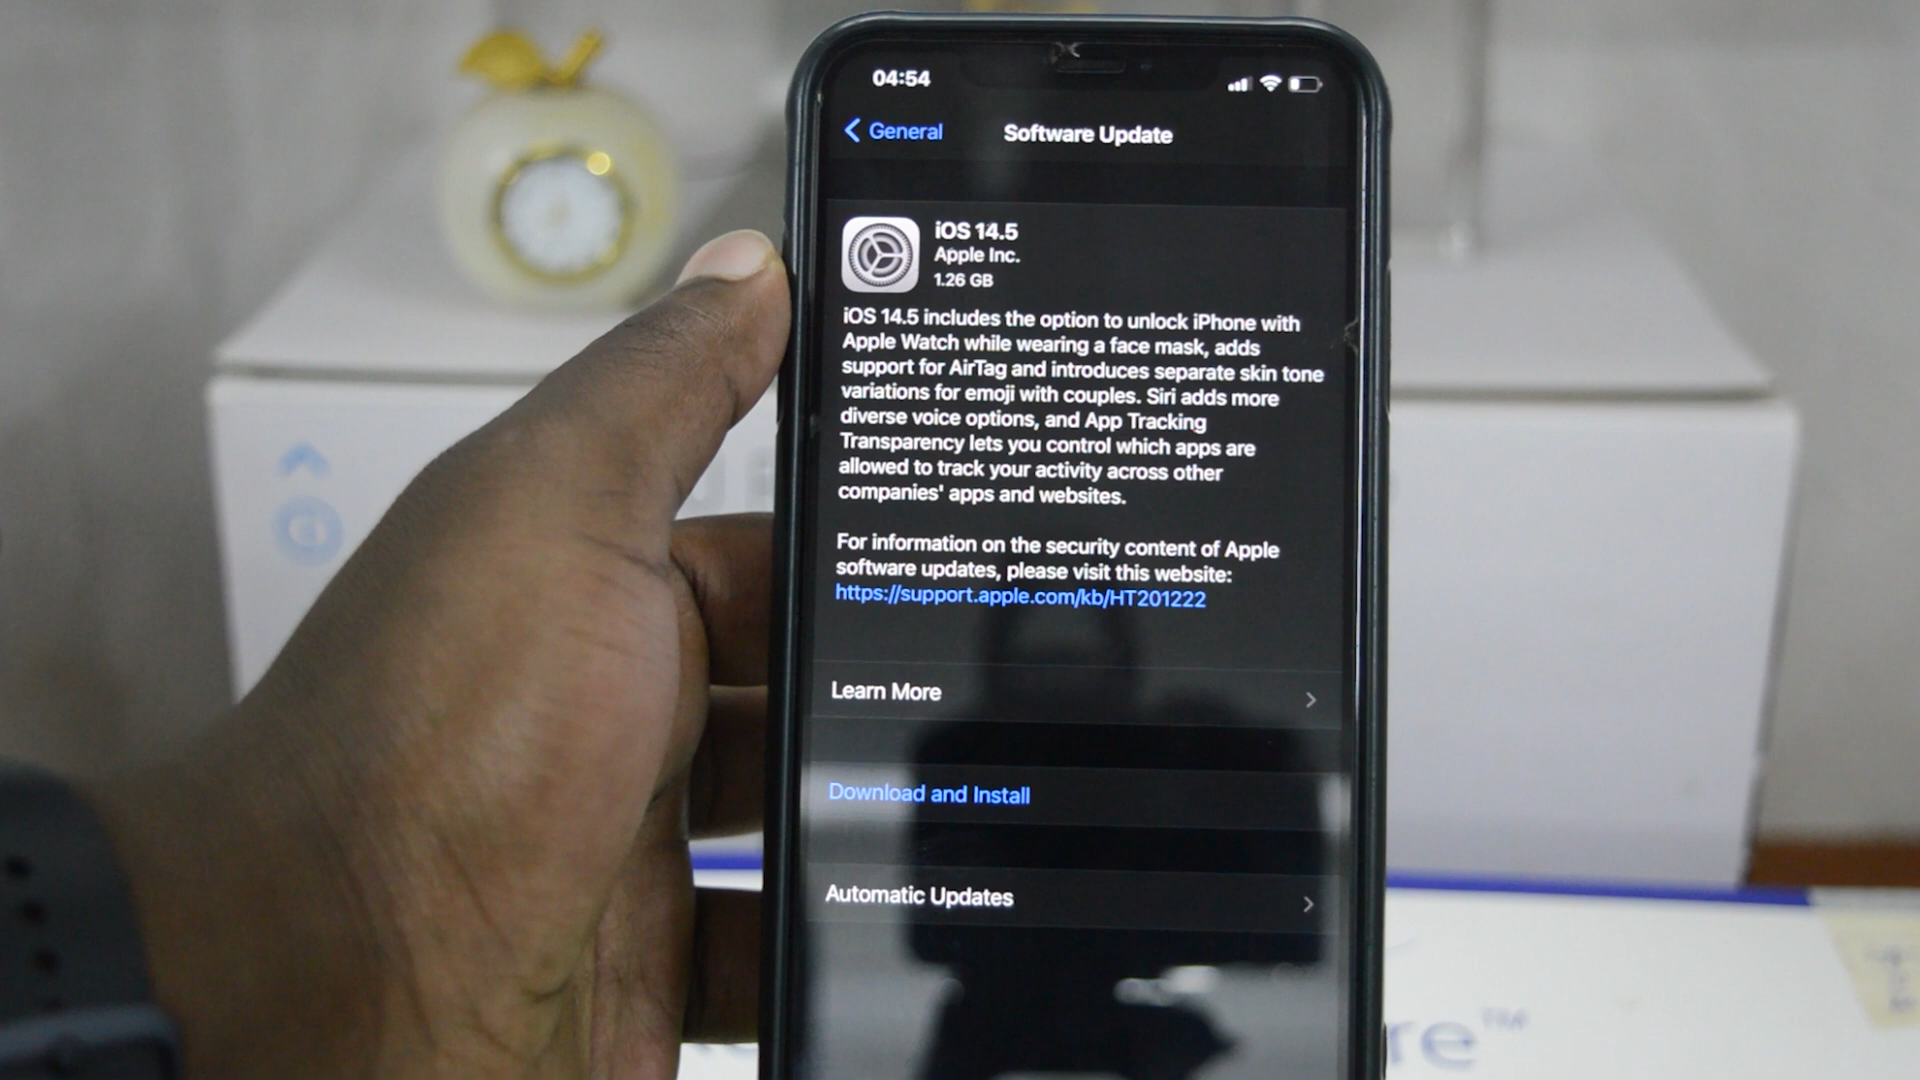 04:54
General
Software Update
iOS 14.5
Apple Inc.
1.26 GB
iOS 14.5 includes the option to unlock iPhone with
Apple Watch while wearing a face mask, adds
support for AirTag and introduces separate skin tone
variations for emoji with couples. Siri adds more
diverse voice options, and App Tracking
Transparency lets you control which apps are
allowed to track your activity across other
companies' apps and websites.
For information on the security content of Apple
software updates, please visit this website:
https://support.apple.com/kb/HT201222
Learn More
Download and Install
Automatic Updates